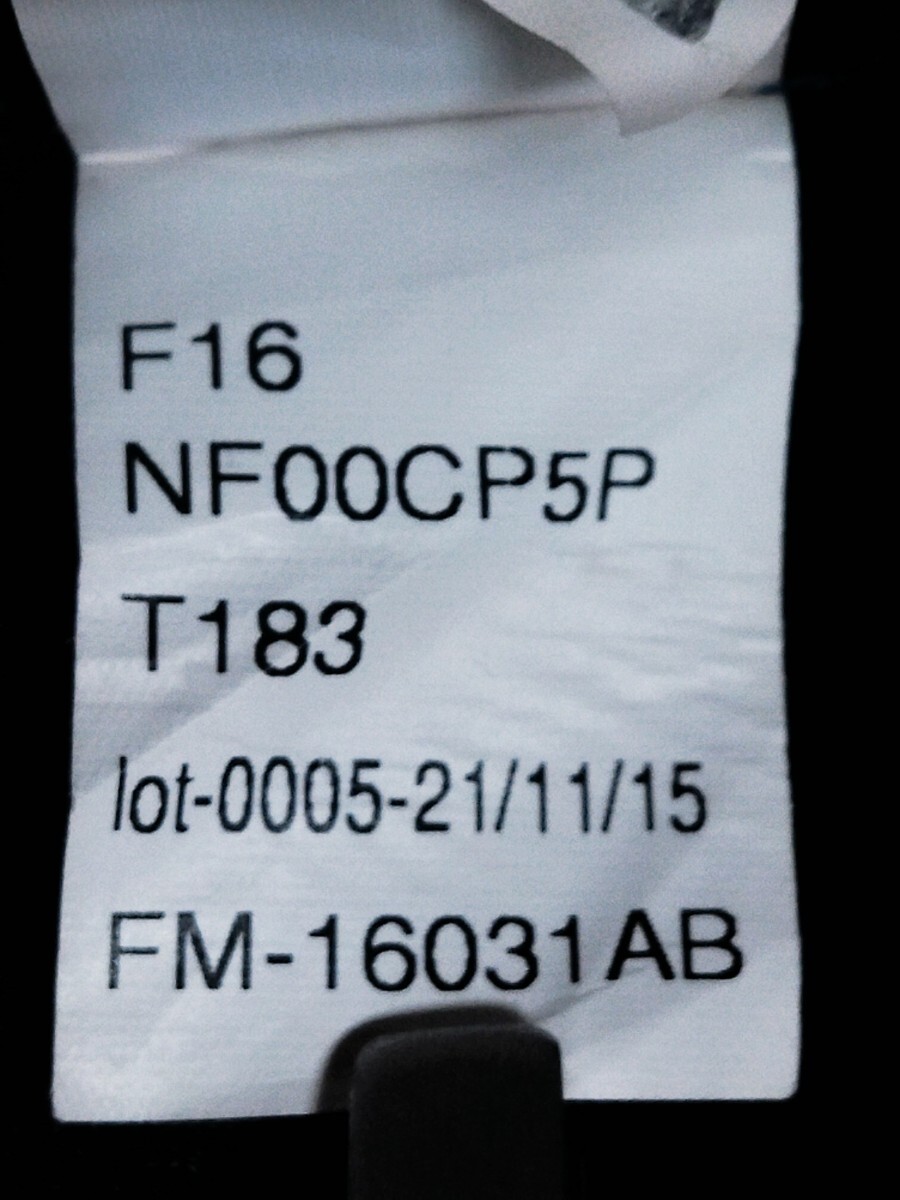 F16
NF00CP5P
T183
lot-0005-21/11/15
FM-16031AB